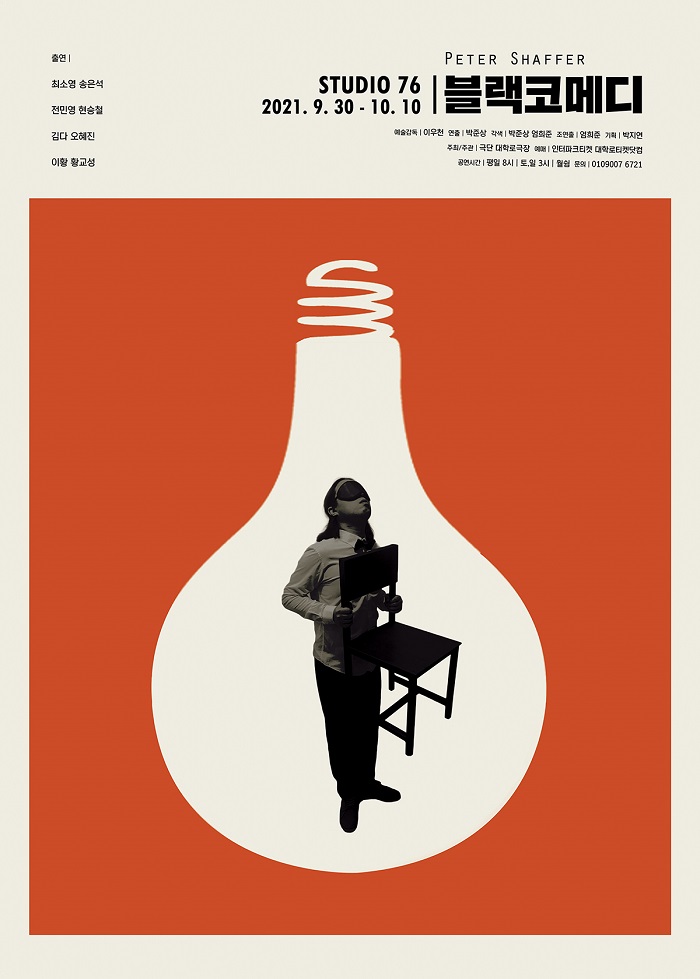 출연 |
최소영 송은석
전민영 현승철
김다 오혜진
이황 황교성
PETER SHAFFER
STUDIO 76
2021. 9. 30 - 10. 10
블랙코메디
예술감독 | 이우천 연출 | 박준상 각색 | 박준상 엄희준 조연출 | 엄희준 기획 | 박지연
주최/주관 | 극단 대학로극장 예매 | 인터파크티켓 대학로티켓닷컴
공연시간 | 평일 8시 | 토,일 3시 | 월쉼 문의 | 0109007 6721